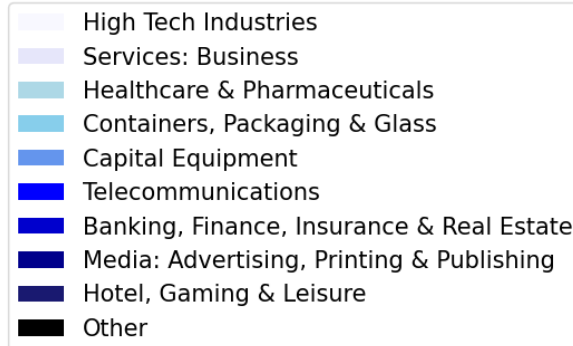 High Tech Industries
Services: Business
Healthcare & Pharmaceuticals
Containers, Packaging & Glass
Capital Equipment
Telecommunications
Banking, Finance, Insurance & Real Estate
Media: Advertising, Printing & Publishing
Hotel, Gaming & Leisure
Other